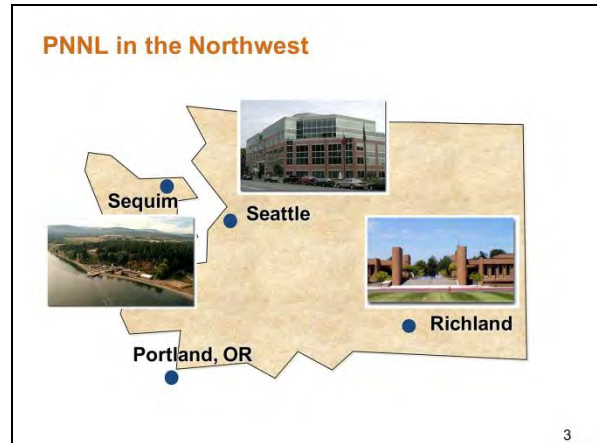 PNNL in the Northwest
Sequim
Seattle
Richland
Portland, OR
3